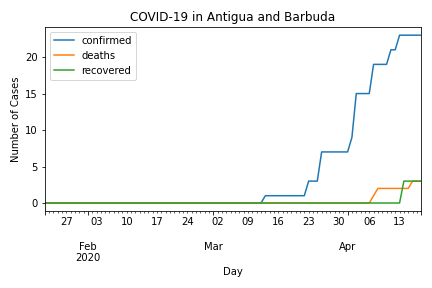 COVID-19 in Antigua and Barbuda
confirmed
deaths
recovered
Number of Cases
20
15
10
5
0
27 03 10 17 24 02 09 16 23 30 06 13
Feb Mar Apr
2020
Day